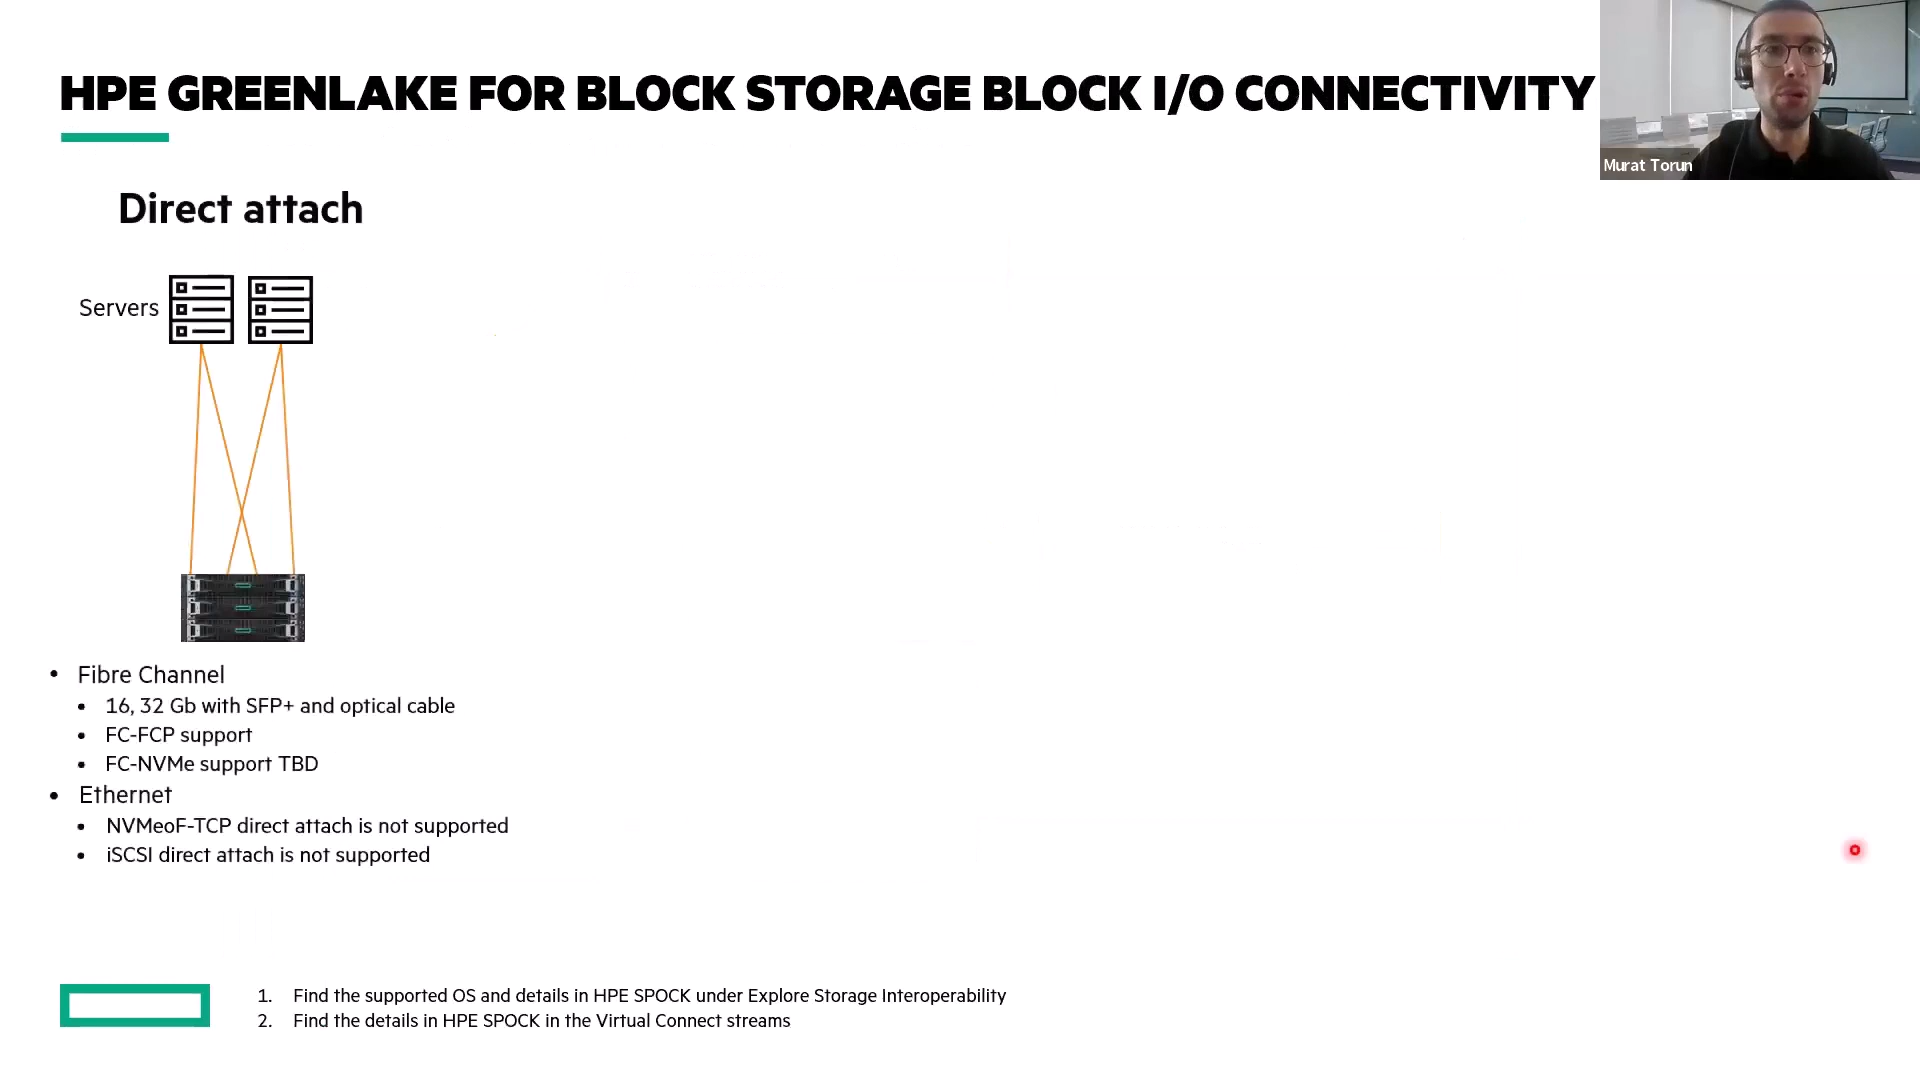 HPE GREENLAKE FOR BLOCK STORAGE BLOCK I/O CONNECTIVITY
Murat Torun
Direct attach
Servers
• Fibre Channel
• 16, 32 Gb with SFP+ and optical cable
• FC-FCP support
• FC-NVMe support TBD
• Ethernet
• NVMeoF-TCP direct attach is not supported
• iSCSI direct attach is not supported
1. Find the supported OS and details in HPE SPOCK under Explore Storage Interoperability
2. Find the details in HPE SPOCK in the Virtual Connect streams